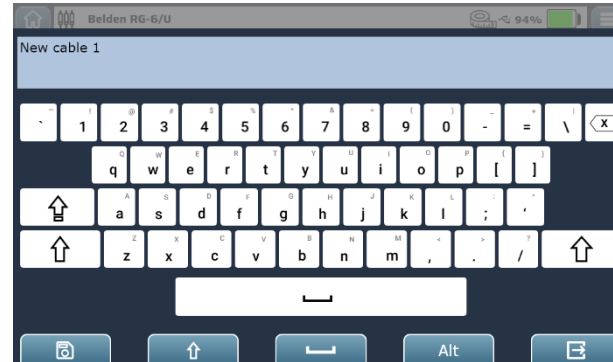 Belden RG-6/U 94%
New cable 1
~ ! @ # $ % ^ & * ( ) _ + |
` 1 2 3 4 5 6 7 8 9 0 - = \ x
Q W E R T Y U I O P { }
q w e r t y u i o p [ ]
A S D F G H J K L : "
a s d f g h j k l ; '
Z X C V B N M < > ?
z x c v b n m , . /
Alt